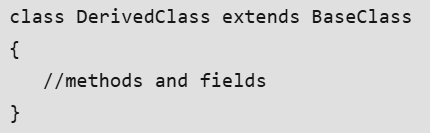 class DerivedClass extends BaseClass
{
   //methods and fields
}